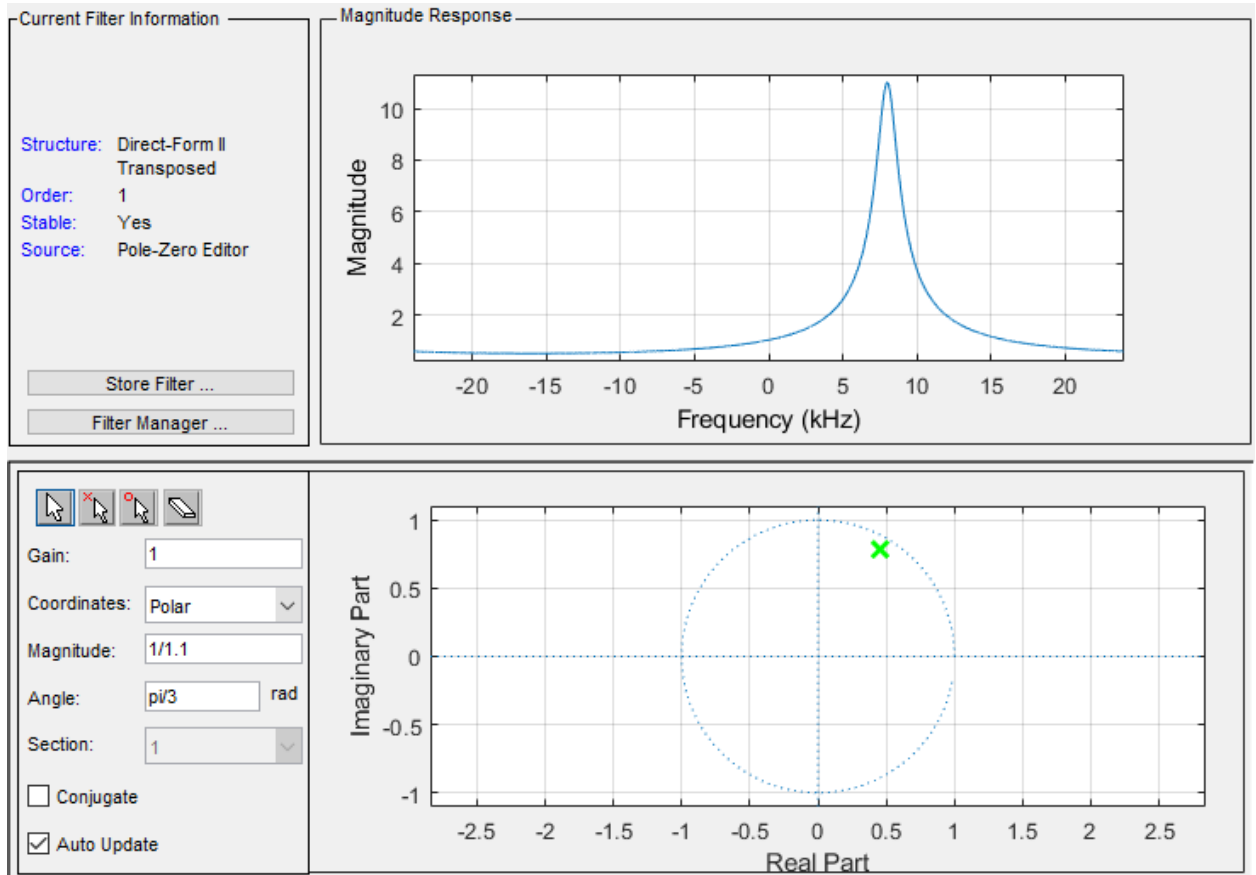 Current Filter Information
Structure: Direct-Form II
Transposed
Order: 1
Stable: Yes
Source: Pole-Zero Editor
Store Filter ...
Filter Manager ...
Magnitude Response
Magnitude
10
8
6
4
2
-20 -15 -10 -5 0 5 10 15 20
Frequency (kHz)
Gain: 1
Coordinates: Polar
Magnitude: 1/1.1
Angle: pi/3 rad
Section: 1
Conjugate
Auto Update
Imaginary Part
1
0.5
0
-0.5
-1
-2.5 -2 -1.5 -1 -0.5 0 0.5 1 1.5 2 2.5
Real Part